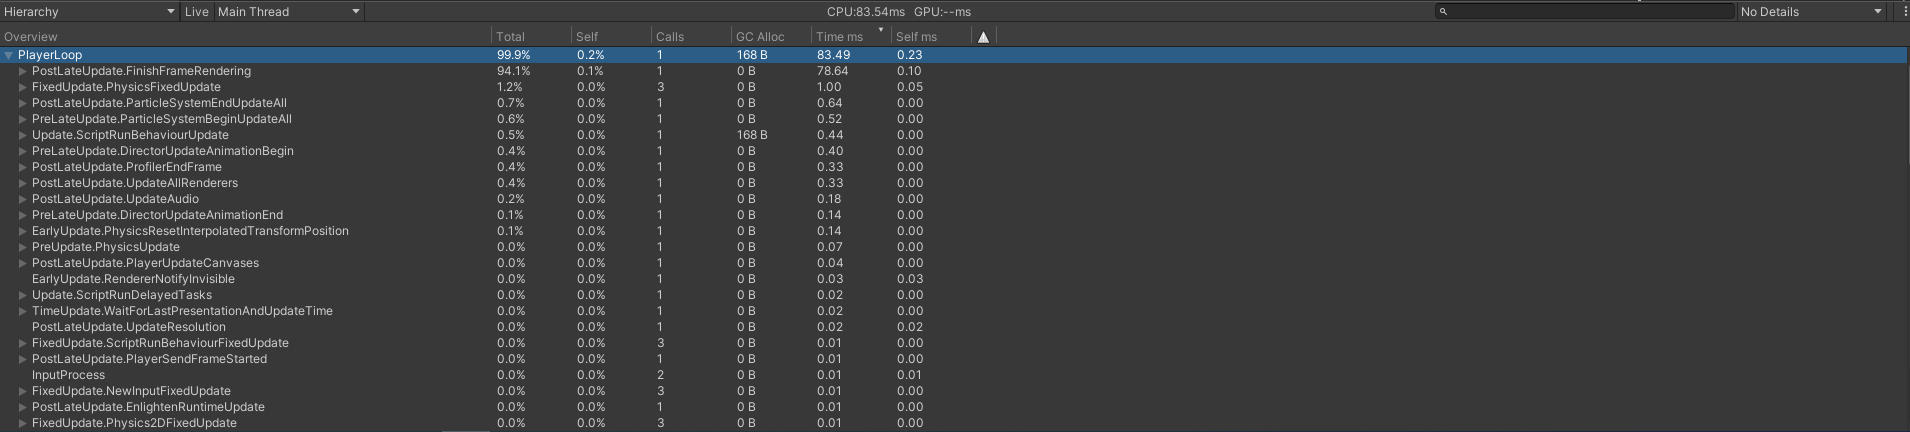 Hierarchy Live Main Thread CPU:83.54ms GPU:--ms No Details
Overview Total Self Calls GC Alloc Time ms Self ms
PlayerLoop 99.9% 0.2% 1 168 B 83.49 0.23
PostLateUpdate.FinishFrameRendering 94.1% 0.1% 1 0 B 78.64 0.10
FixedUpdate.PhysicsFixedUpdate 1.2% 0.0% 3 0 B 1.00 0.05
PostLateUpdate.ParticleSystemEndUpdateAll 0.7% 0.0% 1 0 B 0.64 0.00
PreLateUpdate.ParticleSystemBeginUpdateAll 0.6% 0.0% 1 0 B 0.52 0.00
Update.ScriptRunBehaviourUpdate 0.5% 0.0% 1 168 B 0.44 0.00
PreLateUpdate.DirectorUpdateAnimationBegin 0.4% 0.0% 1 0 B 0.40 0.00
PostLateUpdate.ProfilerEndFrame 0.4% 0.0% 1 0 B 0.33 0.00
PostLateUpdate.UpdateAllRenderers 0.4% 0.0% 1 0 B 0.33 0.00
PostLateUpdate.UpdateAudio 0.2% 0.0% 1 0 B 0.18 0.00
PreLateUpdate.DirectorUpdateAnimationEnd 0.1% 0.0% 1 0 B 0.14 0.00
EarlyUpdate.PhysicsResetInterpolatedTransformPosition 0.1% 0.0% 1 0 B 0.14 0.00
PreUpdate.PhysicsUpdate 0.0% 0.0% 1 0 B 0.07 0.00
PostLateUpdate.PlayerUpdateCanvases 0.0% 0.0% 1 0 B 0.04 0.00
EarlyUpdate.RendererNotifyInvisible 0.0% 0.0% 1 0 B 0.03 0.03
Update.ScriptRunDelayedTasks 0.0% 0.0% 1 0 B 0.02 0.00
TimeUpdate.WaitForLastPresentationAndUpdateTime 0.0% 0.0% 1 0 B 0.02 0.00
PostLateUpdate.UpdateResolution 0.0% 0.0% 1 0 B 0.02 0.02
FixedUpdate.ScriptRunBehaviourFixedUpdate 0.0% 0.0% 3 0 B 0.01 0.00
PostLateUpdate.PlayerSendFrameStarted 0.0% 0.0% 1 0 B 0.01 0.00
InputProcess 0.0% 0.0% 2 0 B 0.01 0.01
FixedUpdate.NewInputFixedUpdate 0.0% 0.0% 3 0 B 0.01 0.00
PostLateUpdate.EnlightenRuntimeUpdate 0.0% 0.0% 1 0 B 0.01 0.00
FixedUpdate.Physics2DFixedUpdate 0.0% 0.0% 3 0 B 0.01 0.00